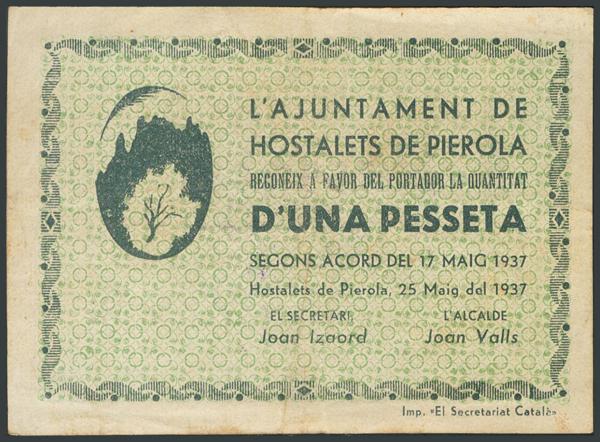 L'AJUNTAMENT DE
HOSTALETS DE PIEROLA
REGONEIX A FAVOR DEL PORTADOR LA QUANTITAT
D'UNA PESSETA
SEGONS ACORD DEL 17 MAIG 1937
Hostalets de Pierola, 25 Maig del 1937
EL SECRETARI, L'ALCALDE
Joan Izaord Joan Valls
Imp. «El Secretariat Català»